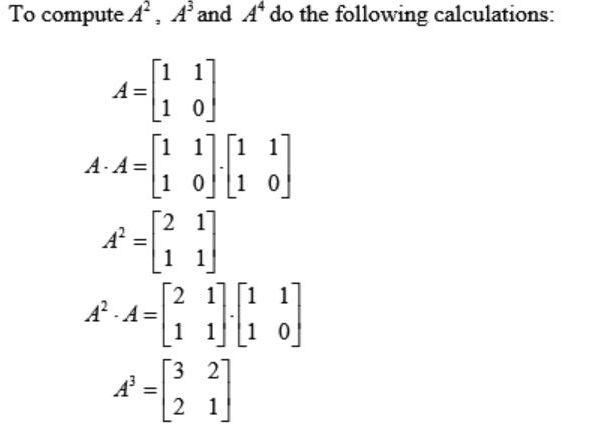 To compute A², A³ and A⁴ do the following calculations:
A = [1 1; 1 0]
A · A = [1 1; 1 0] · [1 1; 1 0]
A² = [2 1; 1 1]
A² · A = [2 1; 1 1] · [1 1; 1 0]
A³ = [3 2; 2 1]